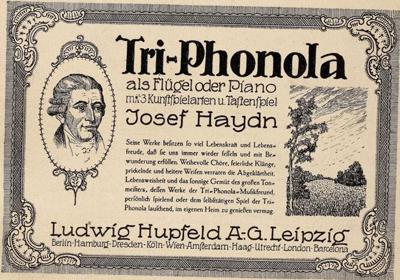 Tri-Phonola
als Flügel oder Piano
mit 3 Kunstspielarten u. Tastenspiel
Josef Haydn
Seine Werke besitzen so viel Lebenskraft und Lebens-
freude, daß sie uns immer wieder fesseln und mit Be-
wunderung erfüllen. Weihevolle Chöre, feierliche Klänge,
prickelnde und heitere Weisen verraten die Abgeklärtheit.
Lebensweisheit und das sonnige Gemüt des großen Ton-
meisters, dessen Werke der Tri-Phonola-Musikfreund,
persönlich spielend oder dem selbsttätigen Spiel der Tri-
Phonola lauschend, im eigenen Heim zu genießen vermag.
Ludwig Hupfeld A-G. Leipzig
Berlin-Hamburg-Dresden-Köln-Wien-Amsterdam-Haag-Utrecht-London-Barcelona